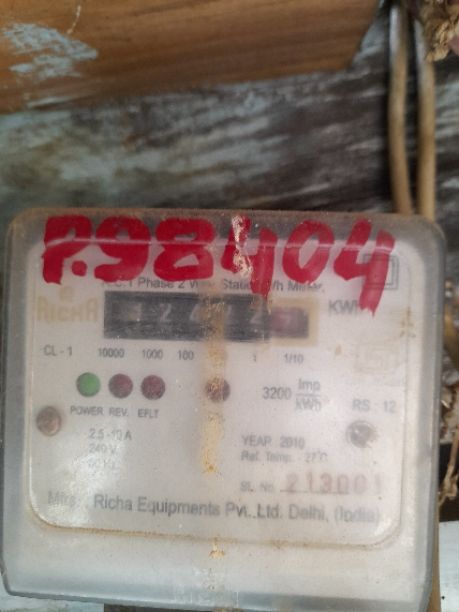 P.98404
A.C. 1 Phase 2 Wire Static Wh Meter,
RICHA
KWh
CL - 1 10000 1000 100 1 1/10
3200 Imp/kWh
POWER REV. EFLT
RS - 12
2.5 -10 A
240 V
YEAR 2010
Ref. Temp. - 27°C
SL. No. 213001
Mfrs. Richa Equipments Pvt. Ltd. Delhi, (India)